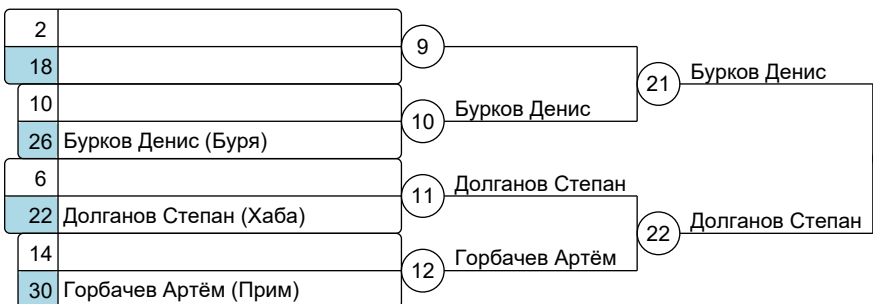 2
9
18
21 Бурков Денис
10
10 Бурков Денис
26 Бурков Денис (Буря)
6
11 Долганов Степан
22 Долганов Степан (Хаба)
22 Долганов Степан
14
12 Горбачев Артём
30 Горбачев Артём (Прим)